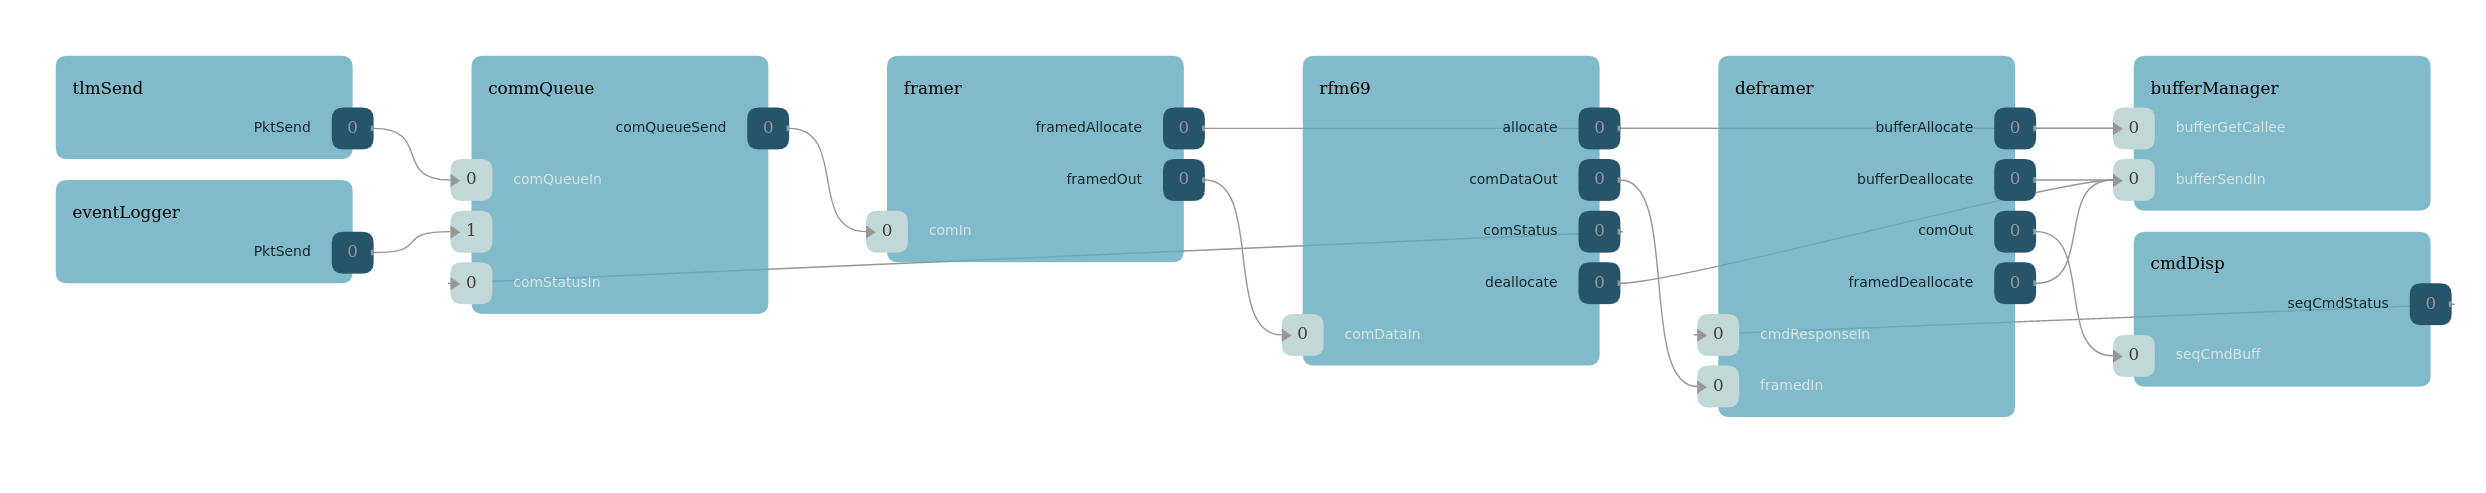 tlmSend
PktSend 0
eventLogger
PktSend 0
commQueue
comQueueSend 0
0 comQueueIn
1
0 comStatusIn
framer
framedAllocate 0
framedOut 0
0 comIn
rfm69
allocate 0
comDataOut 0
comStatus 0
deallocate 0
0 comDataIn
deframer
bufferAllocate 0
bufferDeallocate 0
comOut 0
framedDeallocate 0
0 cmdResponseIn
0 framedIn
bufferManager
0 bufferGetCallee
0 bufferSendIn
cmdDisp
seqCmdStatus 0
0 seqCmdBuff